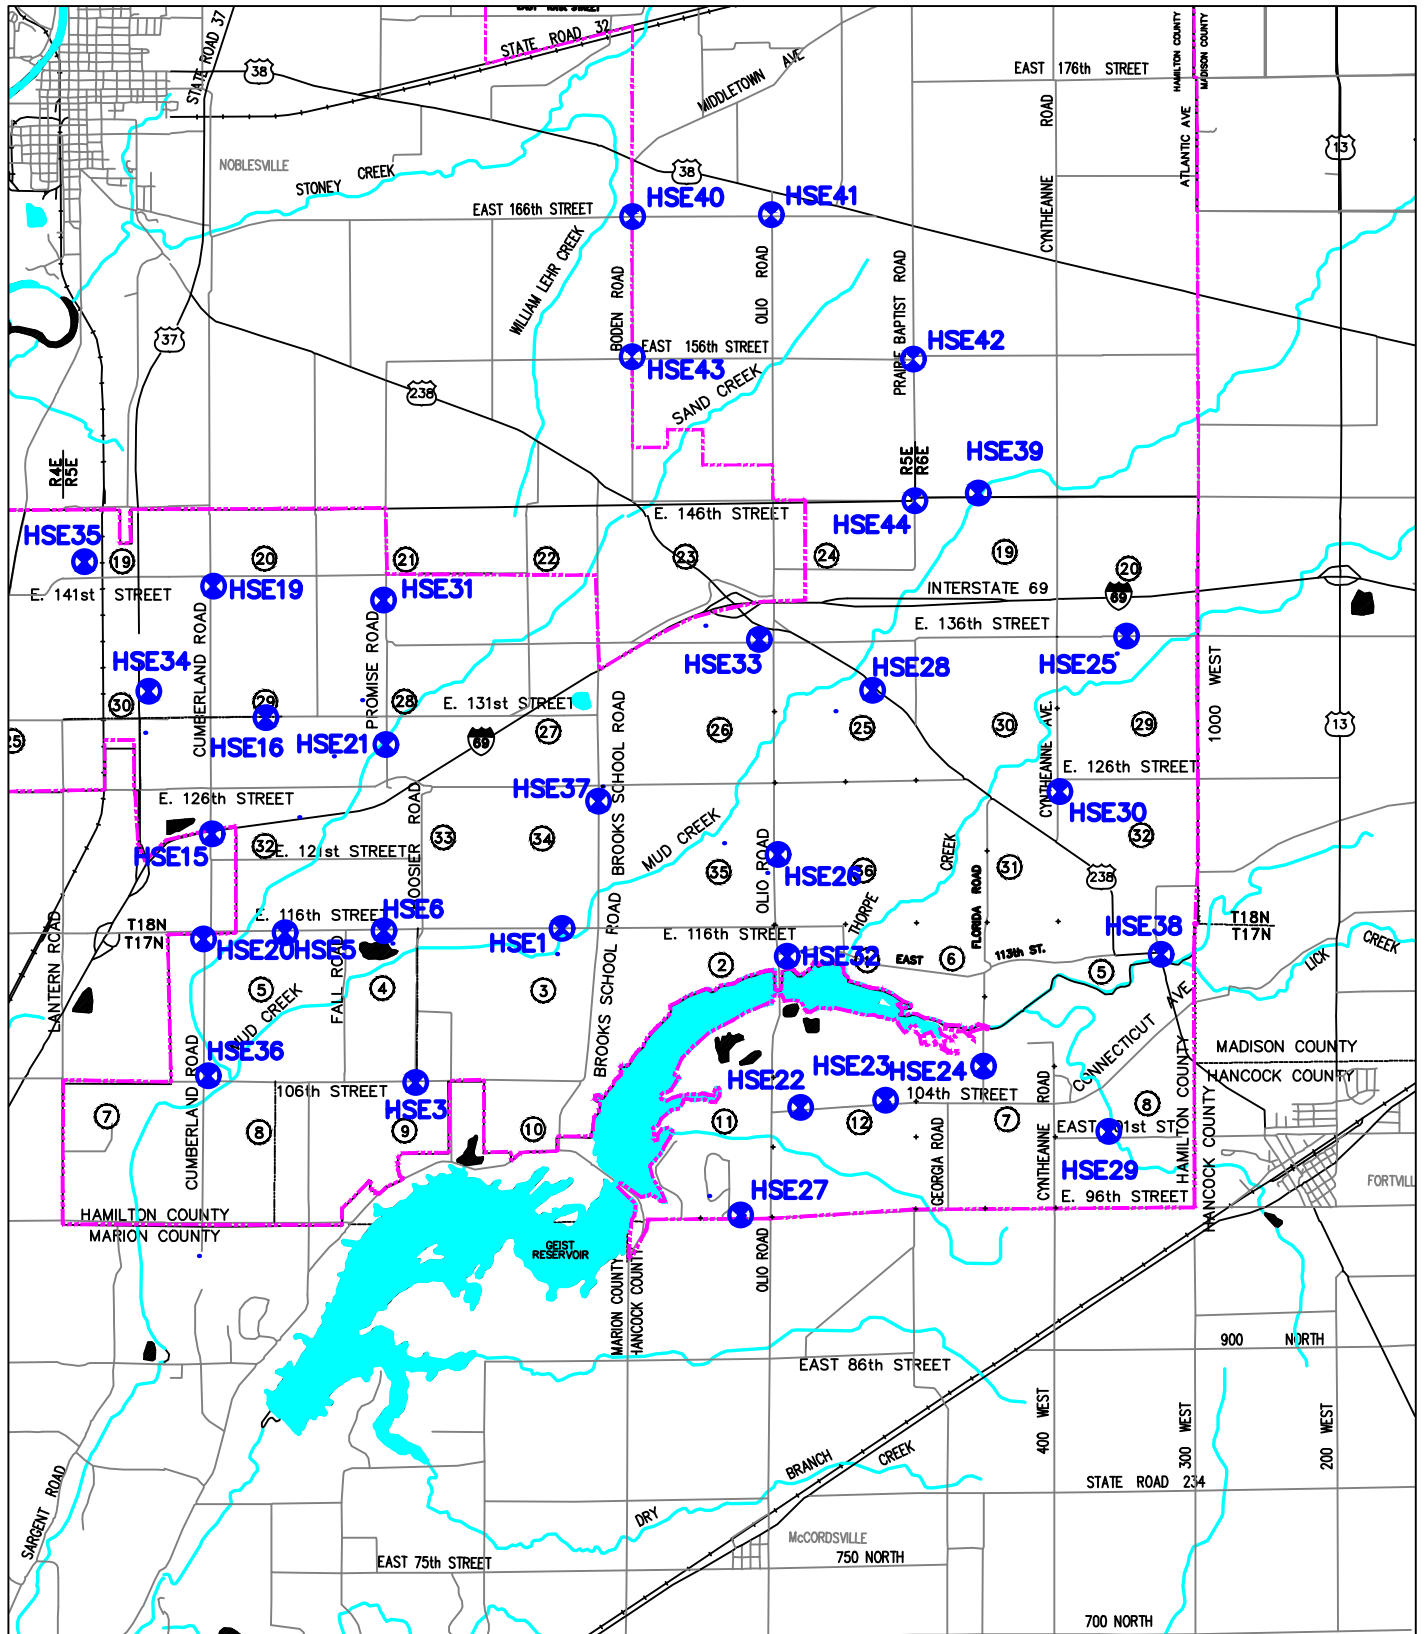 STATE ROAD 37
STATE ROAD 32
38
MIDDLETOWN AVE
EAST 176th STREET
HAMILTON COUNTY
MADISON COUNTY
ATLANTIC AVE
CYNTHEANNE ROAD
13
NOBLESVILLE
STONEY CREEK
38
EAST 166th STREET
HSE40
HSE41
WILLIAM LEHR CREEK
BODEN ROAD
OLIO ROAD
PRAIRE BAPTIST ROAD
37
EAST 156th STREET
HSE43
HSE42
238
SAND CREEK
R4E
R5E
R5E
R6E
HSE39
HSE44
E. 146th STREET
HSE35
19
20
21
22
23
24
19
20
E. 141st STREET
HSE19
HSE31
INTERSTATE 69
69
E. 136th STREET
HSE33
HSE28
HSE25
HSE34
CUMBERLAND ROAD
PROMISE ROAD
30
29
28
E. 131st STREET
27
26
25
30
29
25
HSE16
HSE21
69
BROOKS SCHOOL ROAD
CYNTHEANNE AVE.
1000 WEST
13
E. 126th STREET
HSE37
E. 126th STREET
HSE30
HSE15
32
E. 121st STREET
HOOSIER ROAD
33
34
MUD CREEK
35
OLIO ROAD
HSE26
36
THORPE CREEK
FLORIDA ROAD
31
32
238
LANTERN ROAD
T18N
T17N
E. 116th STREET
HSE20
HSE5
HSE6
HSE1
BROOKS SCHOOL ROAD
E. 116th STREET
HSE32
EAST 113th ST.
HSE38
T18N
T17N
LICK CREEK
5
FALL ROAD
4
3
2
6
5
MUD CREEK
HSE36
CUMBERLAND ROAD
106th STREET
HSE3
HSE22
HSE23
HSE24
104th STREET
CONNECTICUT AVE
MADISON COUNTY
HANCOCK COUNTY
7
8
9
10
11
12
7
8
GEORGIA ROAD
CYNTHEANNE ROAD
HSE29
HAMILTON COUNTY
HANCOCK COUNTY
E. 96th STREET
FORTVILL
HAMILTON COUNTY
MARION COUNTY
HSE27
GEIST
RESERVOIR
MARION COUNTY
HANCOCK COUNTY
OLIO ROAD
900 NORTH
EAST 86th STREET
400 WEST
300 WEST
200 WEST
BRANCH CREEK
STATE ROAD 234
SARGENT ROAD
DRY
McCORDSVILLE
EAST 75th STREET
750 NORTH
700 NORTH